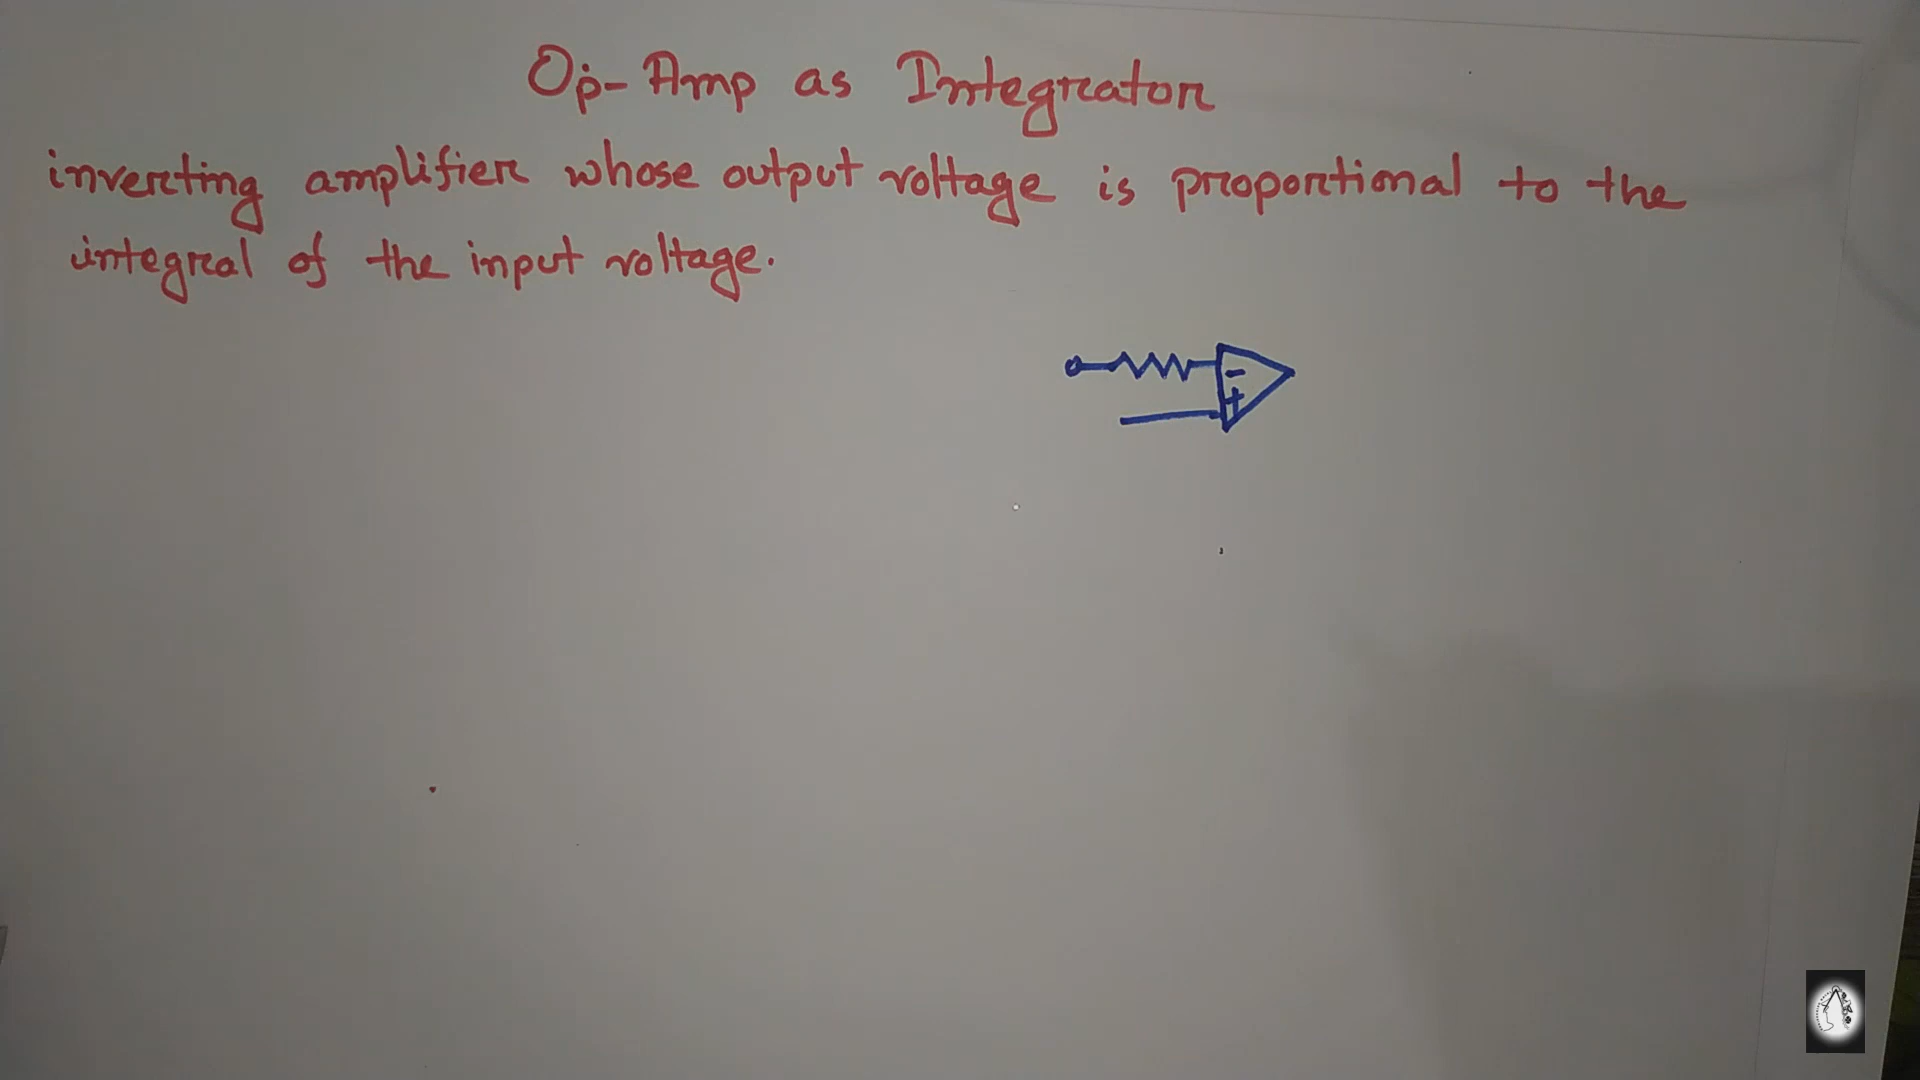 Op-Amp as Integrator
inverting amplifier whose output voltage is proportional to the
integral of the input voltage.
-
+